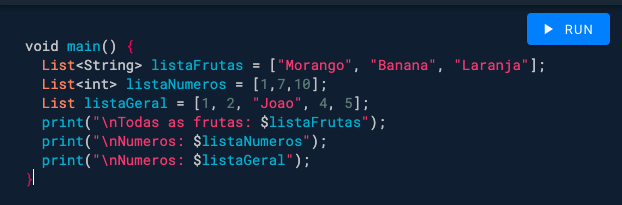 RUN
void main() {
  List<String> listaFrutas = ["Morango", "Banana", "Laranja"];
  List<int> listaNumeros = [1,7,10];
  List listaGeral = [1, 2, "Joao", 4, 5];
  print("\nTodas as frutas: $listaFrutas");
  print("\nNumeros: $listaNumeros");
  print("\nNumeros: $listaGeral");
}